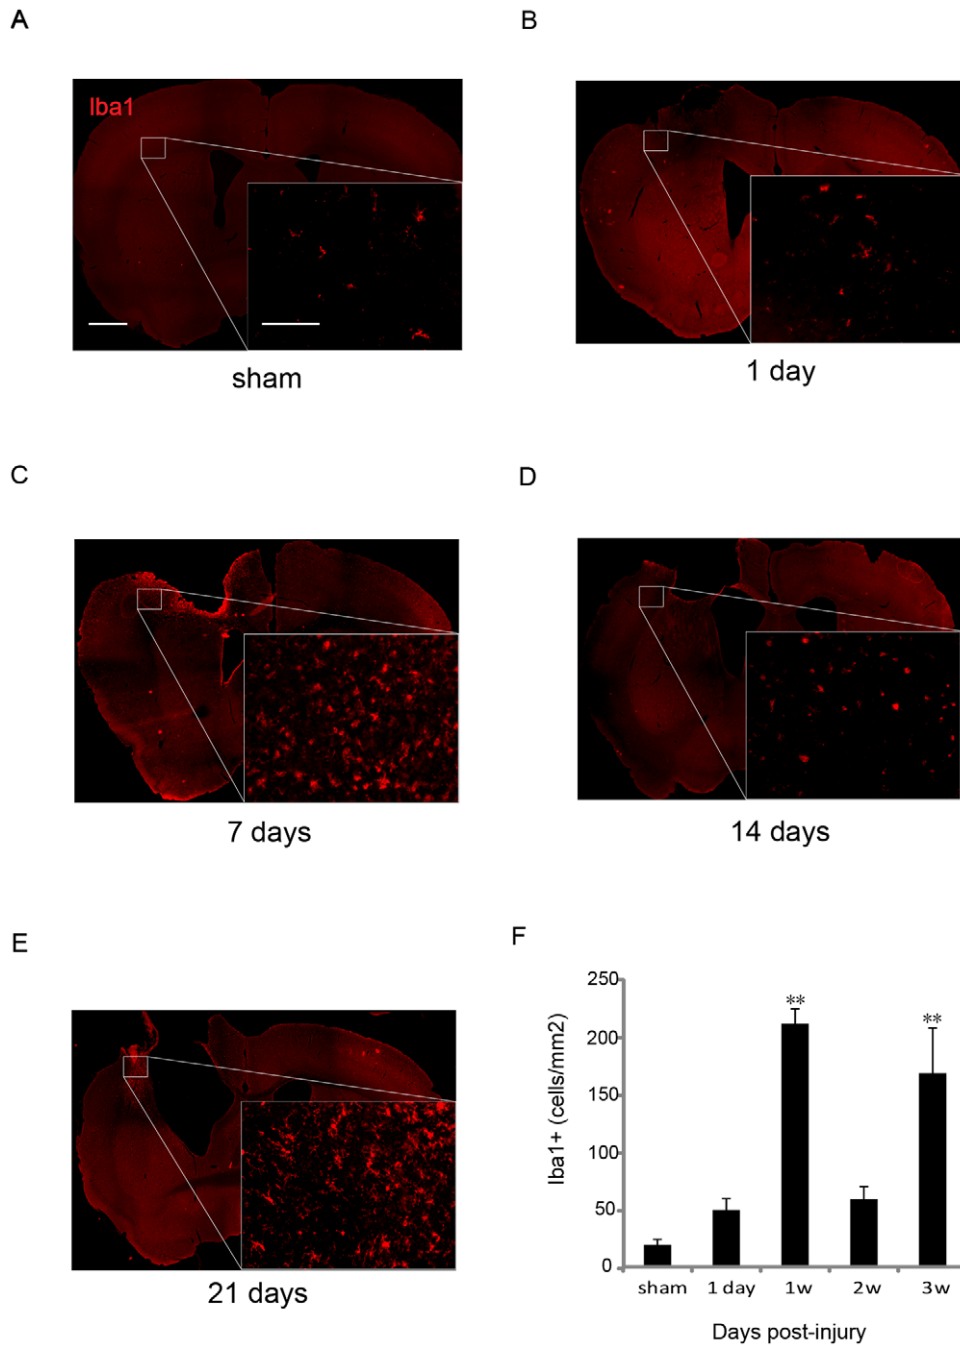 A
B
Iba1
sham
1 day
C
D
7 days
14 days
E
F
21 days
Iba1+ (cells/mm2)
250
200
150
100
50
0
**
**
sham 1 day 1w 2w 3w
Days post-injury